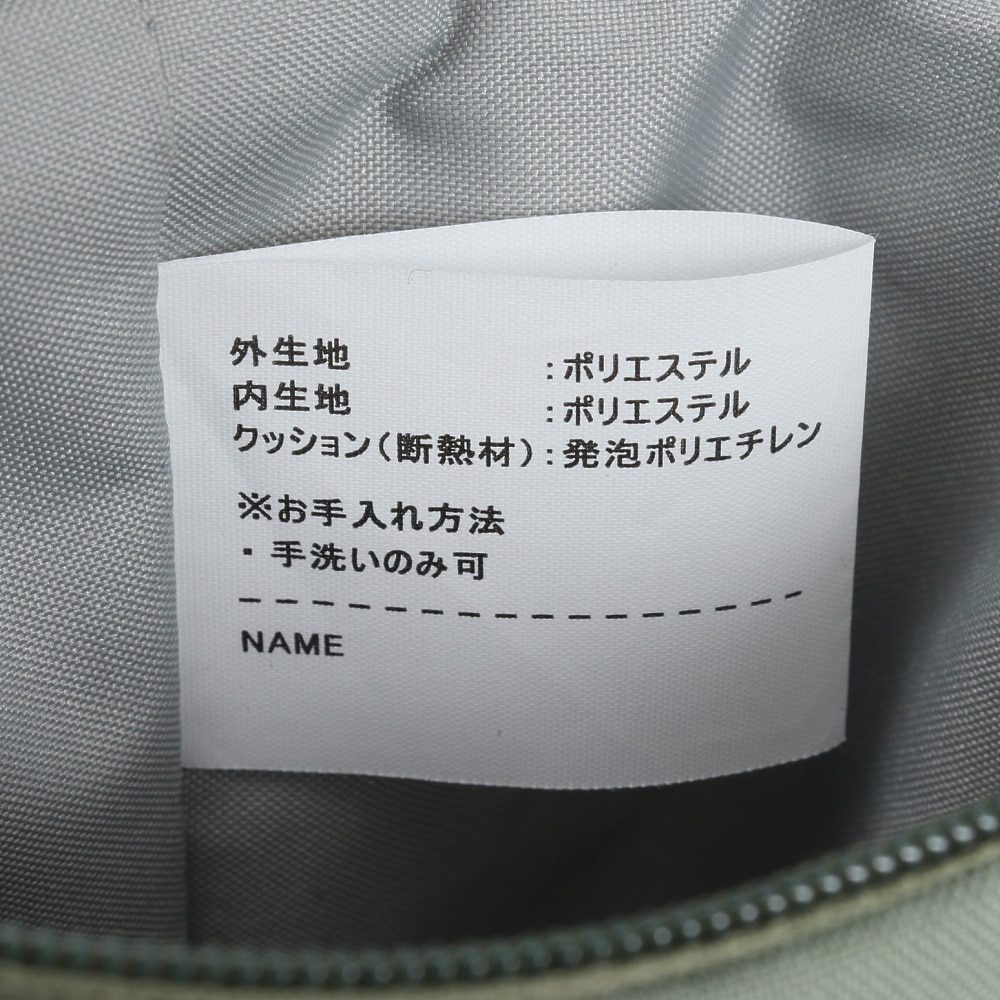 外生地 :ポリエステル
内生地 :ポリエステル
クッション(断熱材):発泡ポリエチレン
※お手入れ方法
・手洗いのみ可
NAME